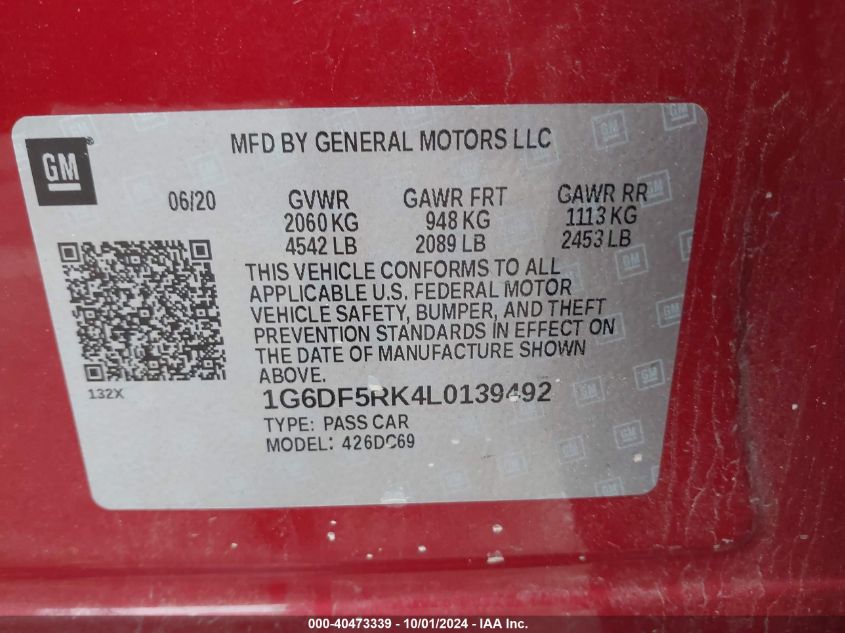 GM
MFD BY GENERAL MOTORS LLC
06/20 GVWR GAWR FRT GAWR RR
2060 KG 948 KG 1113 KG
4542 LB 2089 LB 2453 LB
THIS VEHICLE CONFORMS TO ALL
APPLICABLE U.S. FEDERAL MOTOR
VEHICLE SAFETY, BUMPER, AND THEFT
PREVENTION STANDARDS IN EFFECT ON
THE DATE OF MANUFACTURE SHOWN
ABOVE.
132X
1G6DF5RK4L0139492
TYPE: PASS CAR
MODEL: 426DC69
000-40473339 - 10/01/2024 - IAA Inc.